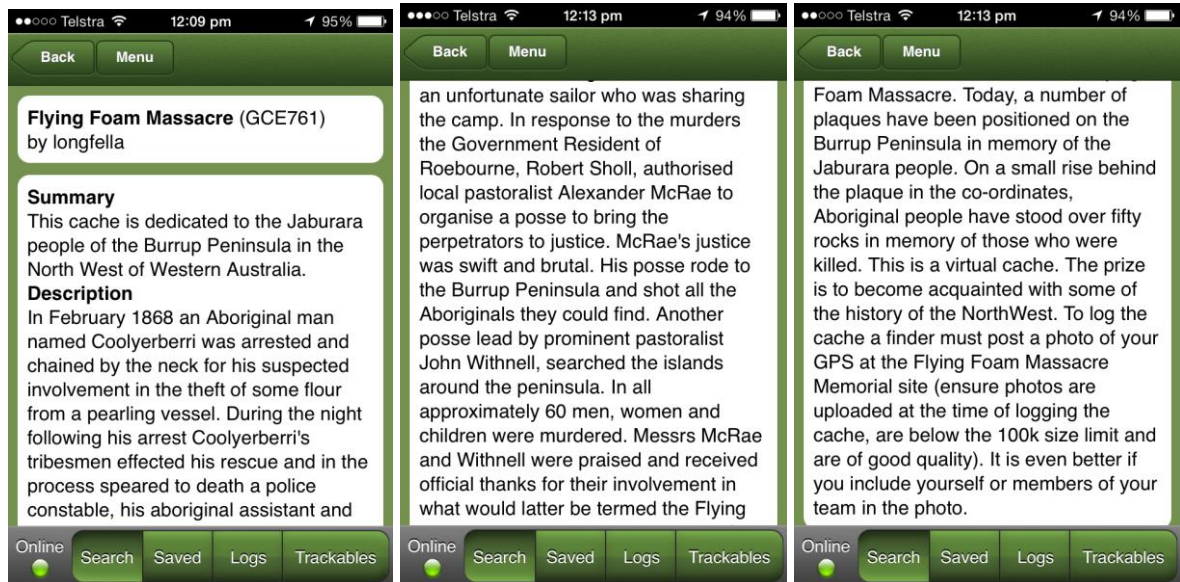 Telstra 12:09 pm 95%
Back Menu
Flying Foam Massacre (GCE761)
by longfella
Summary
This cache is dedicated to the Jaburara
people of the Burrup Peninsula in the
North West of Western Australia.
Description
In February 1868 an Aboriginal man
named Coolyerberri was arrested and
chained by the neck for his suspected
involvement in the theft of some flour
from a pearling vessel. During the night
following his arrest Coolyerberri's
tribesmen effected his rescue and in the
process speared to death a police
constable, his aboriginal assistant and
Online Search Saved Logs Trackables
Telstra 12:13 pm 94%
Back Menu
an unfortunate sailor who was sharing
the camp. In response to the murders
the Government Resident of
Roebourne, Robert Sholl, authorised
local pastoralist Alexander McRae to
organise a posse to bring the
perpetrators to justice. McRae's justice
was swift and brutal. His posse rode to
the Burrup Peninsula and shot all the
Aboriginals they could find. Another
posse lead by prominent pastoralist
John Withnell, searched the islands
around the peninsula. In all
approximately 60 men, women and
children were murdered. Messrs McRae
and Withnell were praised and received
official thanks for their involvement in
what would latter be termed the Flying
Online Search Saved Logs Trackables
Telstra 12:13 pm 94%
Back Menu
Foam Massacre. Today, a number of
plaques have been positioned on the
Burrup Peninsula in memory of the
Jaburara people. On a small rise behind
the plaque in the co-ordinates,
Aboriginal people have stood over fifty
rocks in memory of those who were
killed. This is a virtual cache. The prize
is to become acquainted with some of
the history of the NorthWest. To log the
cache a finder must post a photo of your
GPS at the Flying Foam Massacre
Memorial site (ensure photos are
uploaded at the time of logging the
cache, are below the 100k size limit and
are of good quality). It is even better if
you include yourself or members of your
team in the photo.
Online Search Saved Logs Trackables